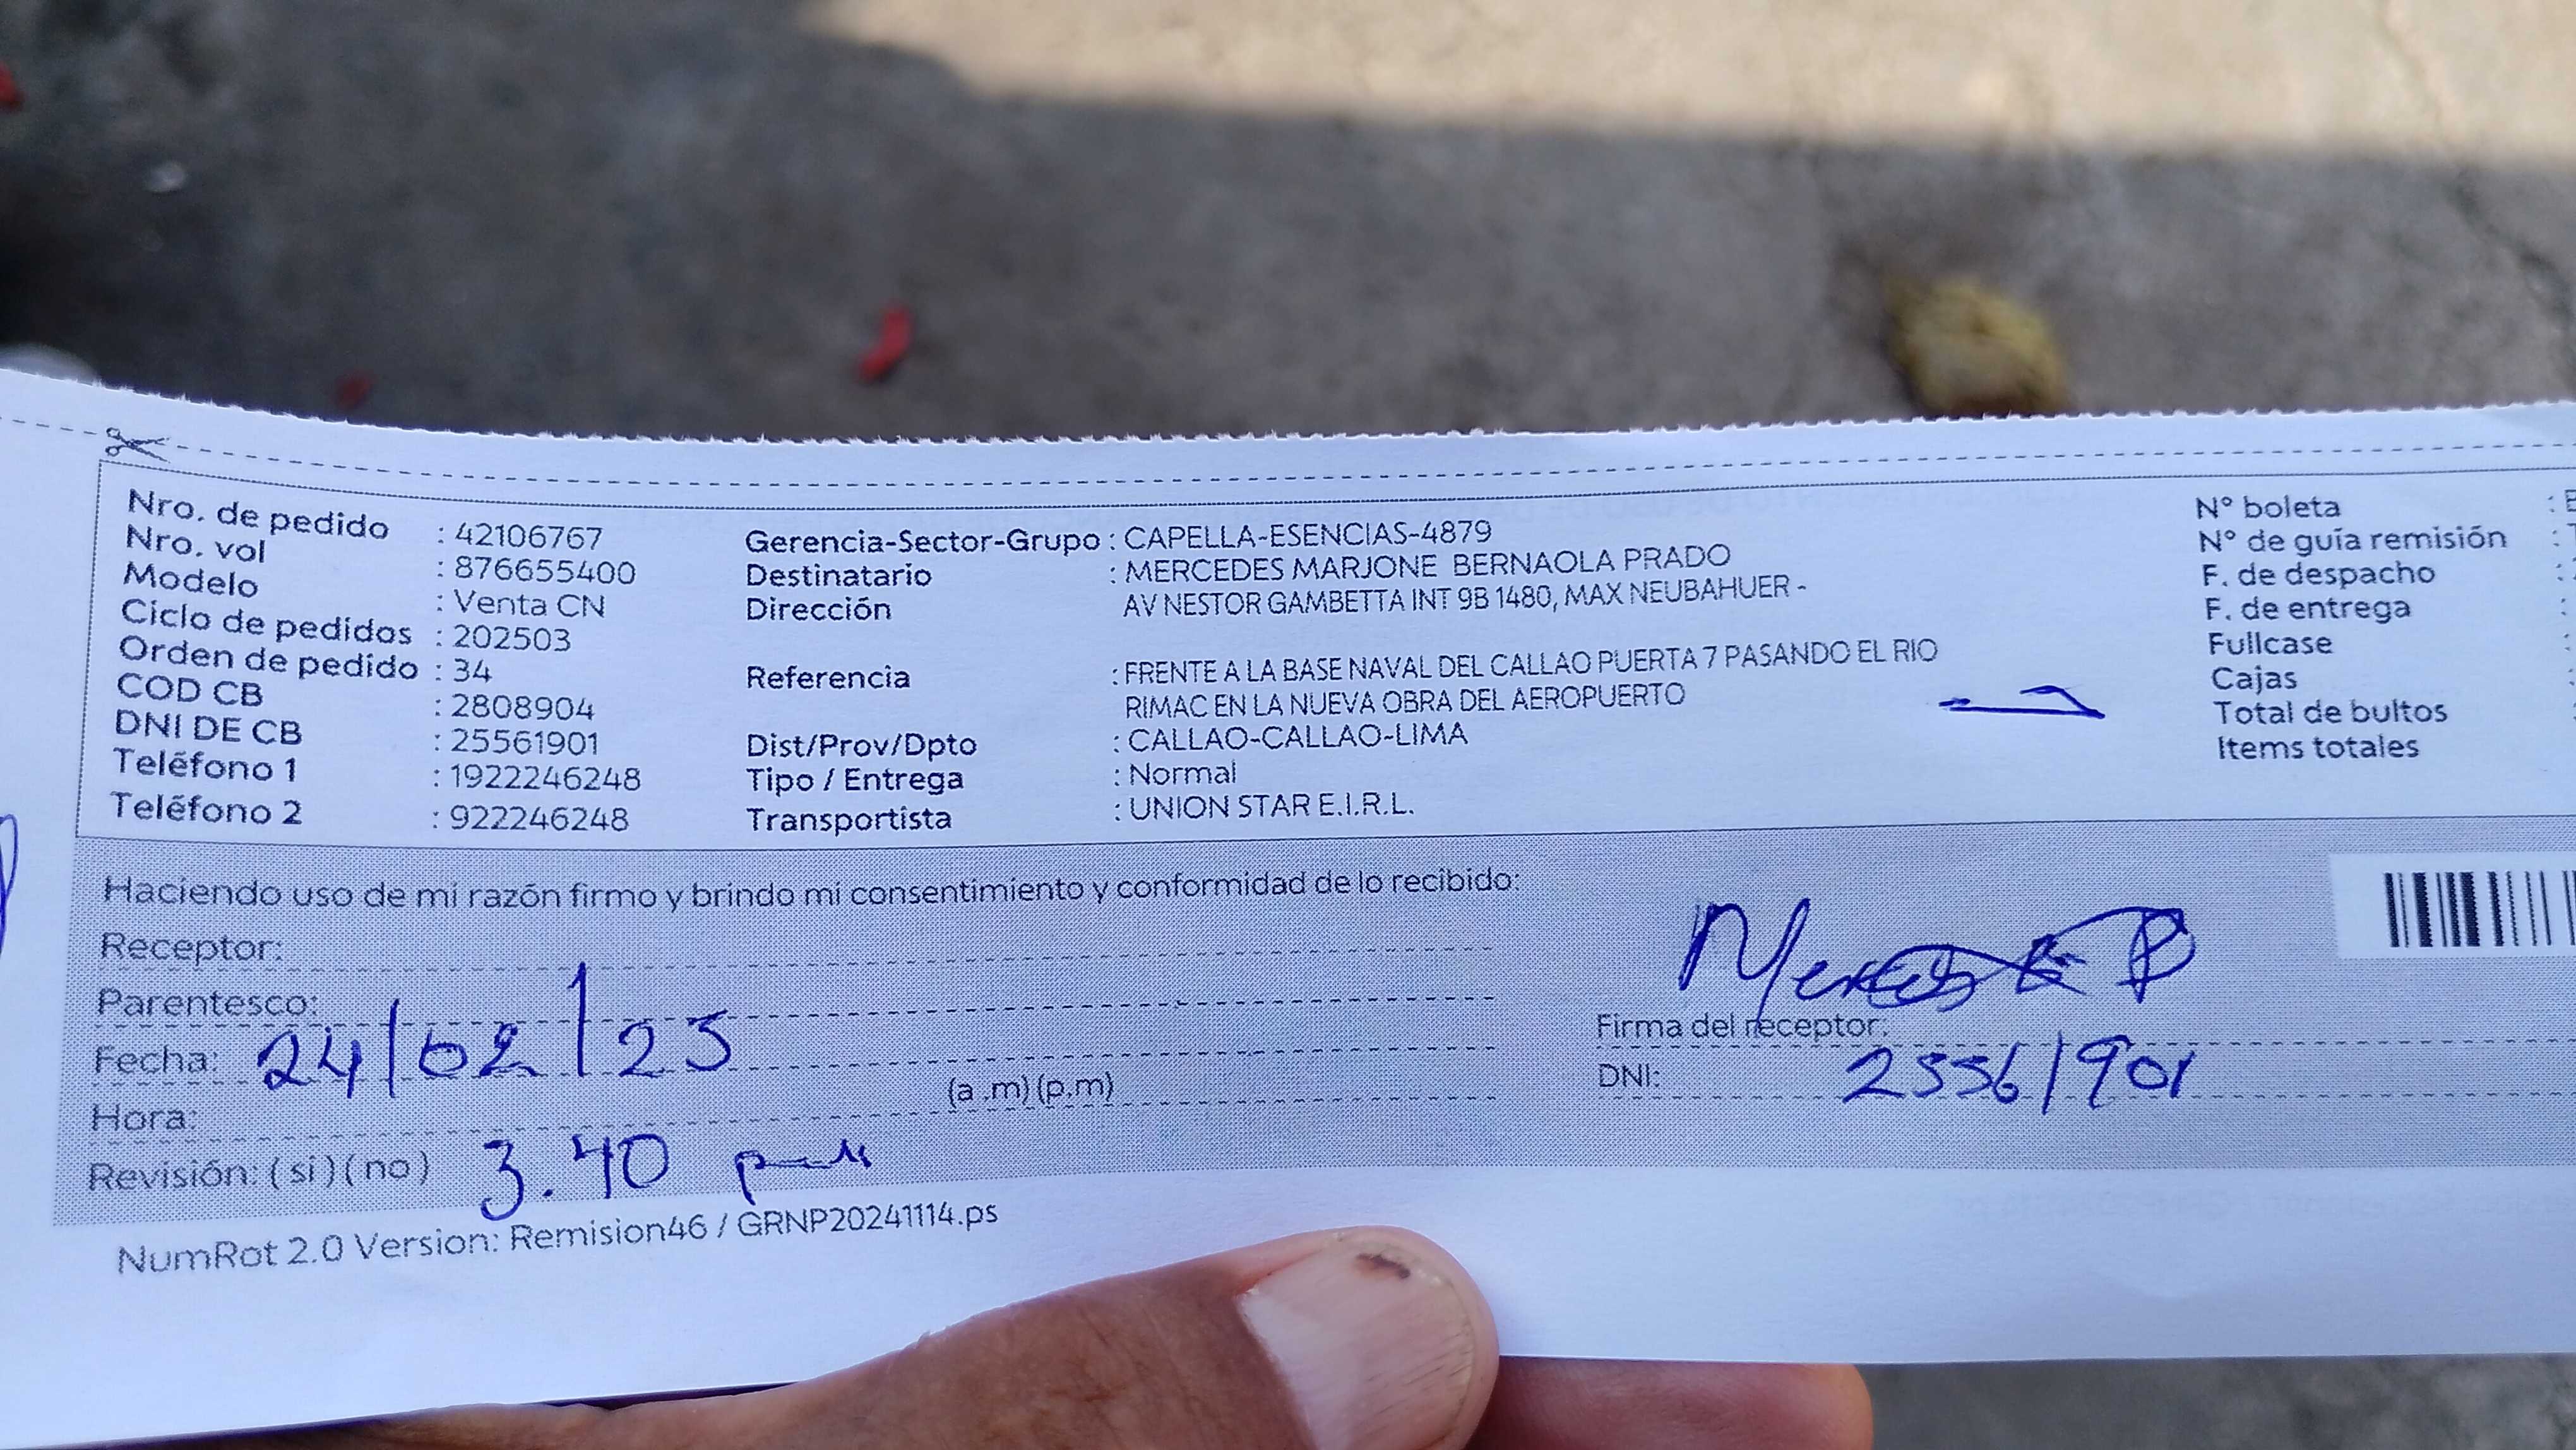 Nro. de pedido : 42106767
Nro. vol : 876655400
Modelo : Venta CN
Ciclo de pedidos : 202503
Orden de pedido : 34
COD CB : 2808904
DNI DE CB : 25561901
Teléfono 1 : 1922246248
Teléfono 2 : 922246248
Gerencia-Sector-Grupo : CAPELLA-ESENCIAS-4879
Destinatario : MERCEDES MARJONE BERNAOLA PRADO
Dirección AV NESTOR GAMBETTA INT 9B 1480, MAX NEUBAHUER -
Referencia : FRENTE A LA BASE NAVAL DEL CALLAO PUERTA 7 PASANDO EL RIO
RIMAC EN LA NUEVA OBRA DEL AEROPUERTO
Dist/Prov/Dpto : CALLAO-CALLAO-LIMA
Tipo / Entrega : Normal
Transportista : UNION STAR E.I.R.L.
N° boleta :
N° de guía remisión :
F. de despacho :
F. de entrega :
Fullcase :
Cajas :
Total de bultos
Items totales
Haciendo uso de mi razón firmo y brindo mi consentimiento y conformidad de lo recibido:
Receptor:
Parentesco:
Fecha: 24/02/25
Hora: (a .m) (p.m)
Revisión: ( si ) ( no ) 3.40 pm
Firma del receptor:
DNI: 25561901
NumRot 2.0 Version: Remision46 / GRNP20241114.ps